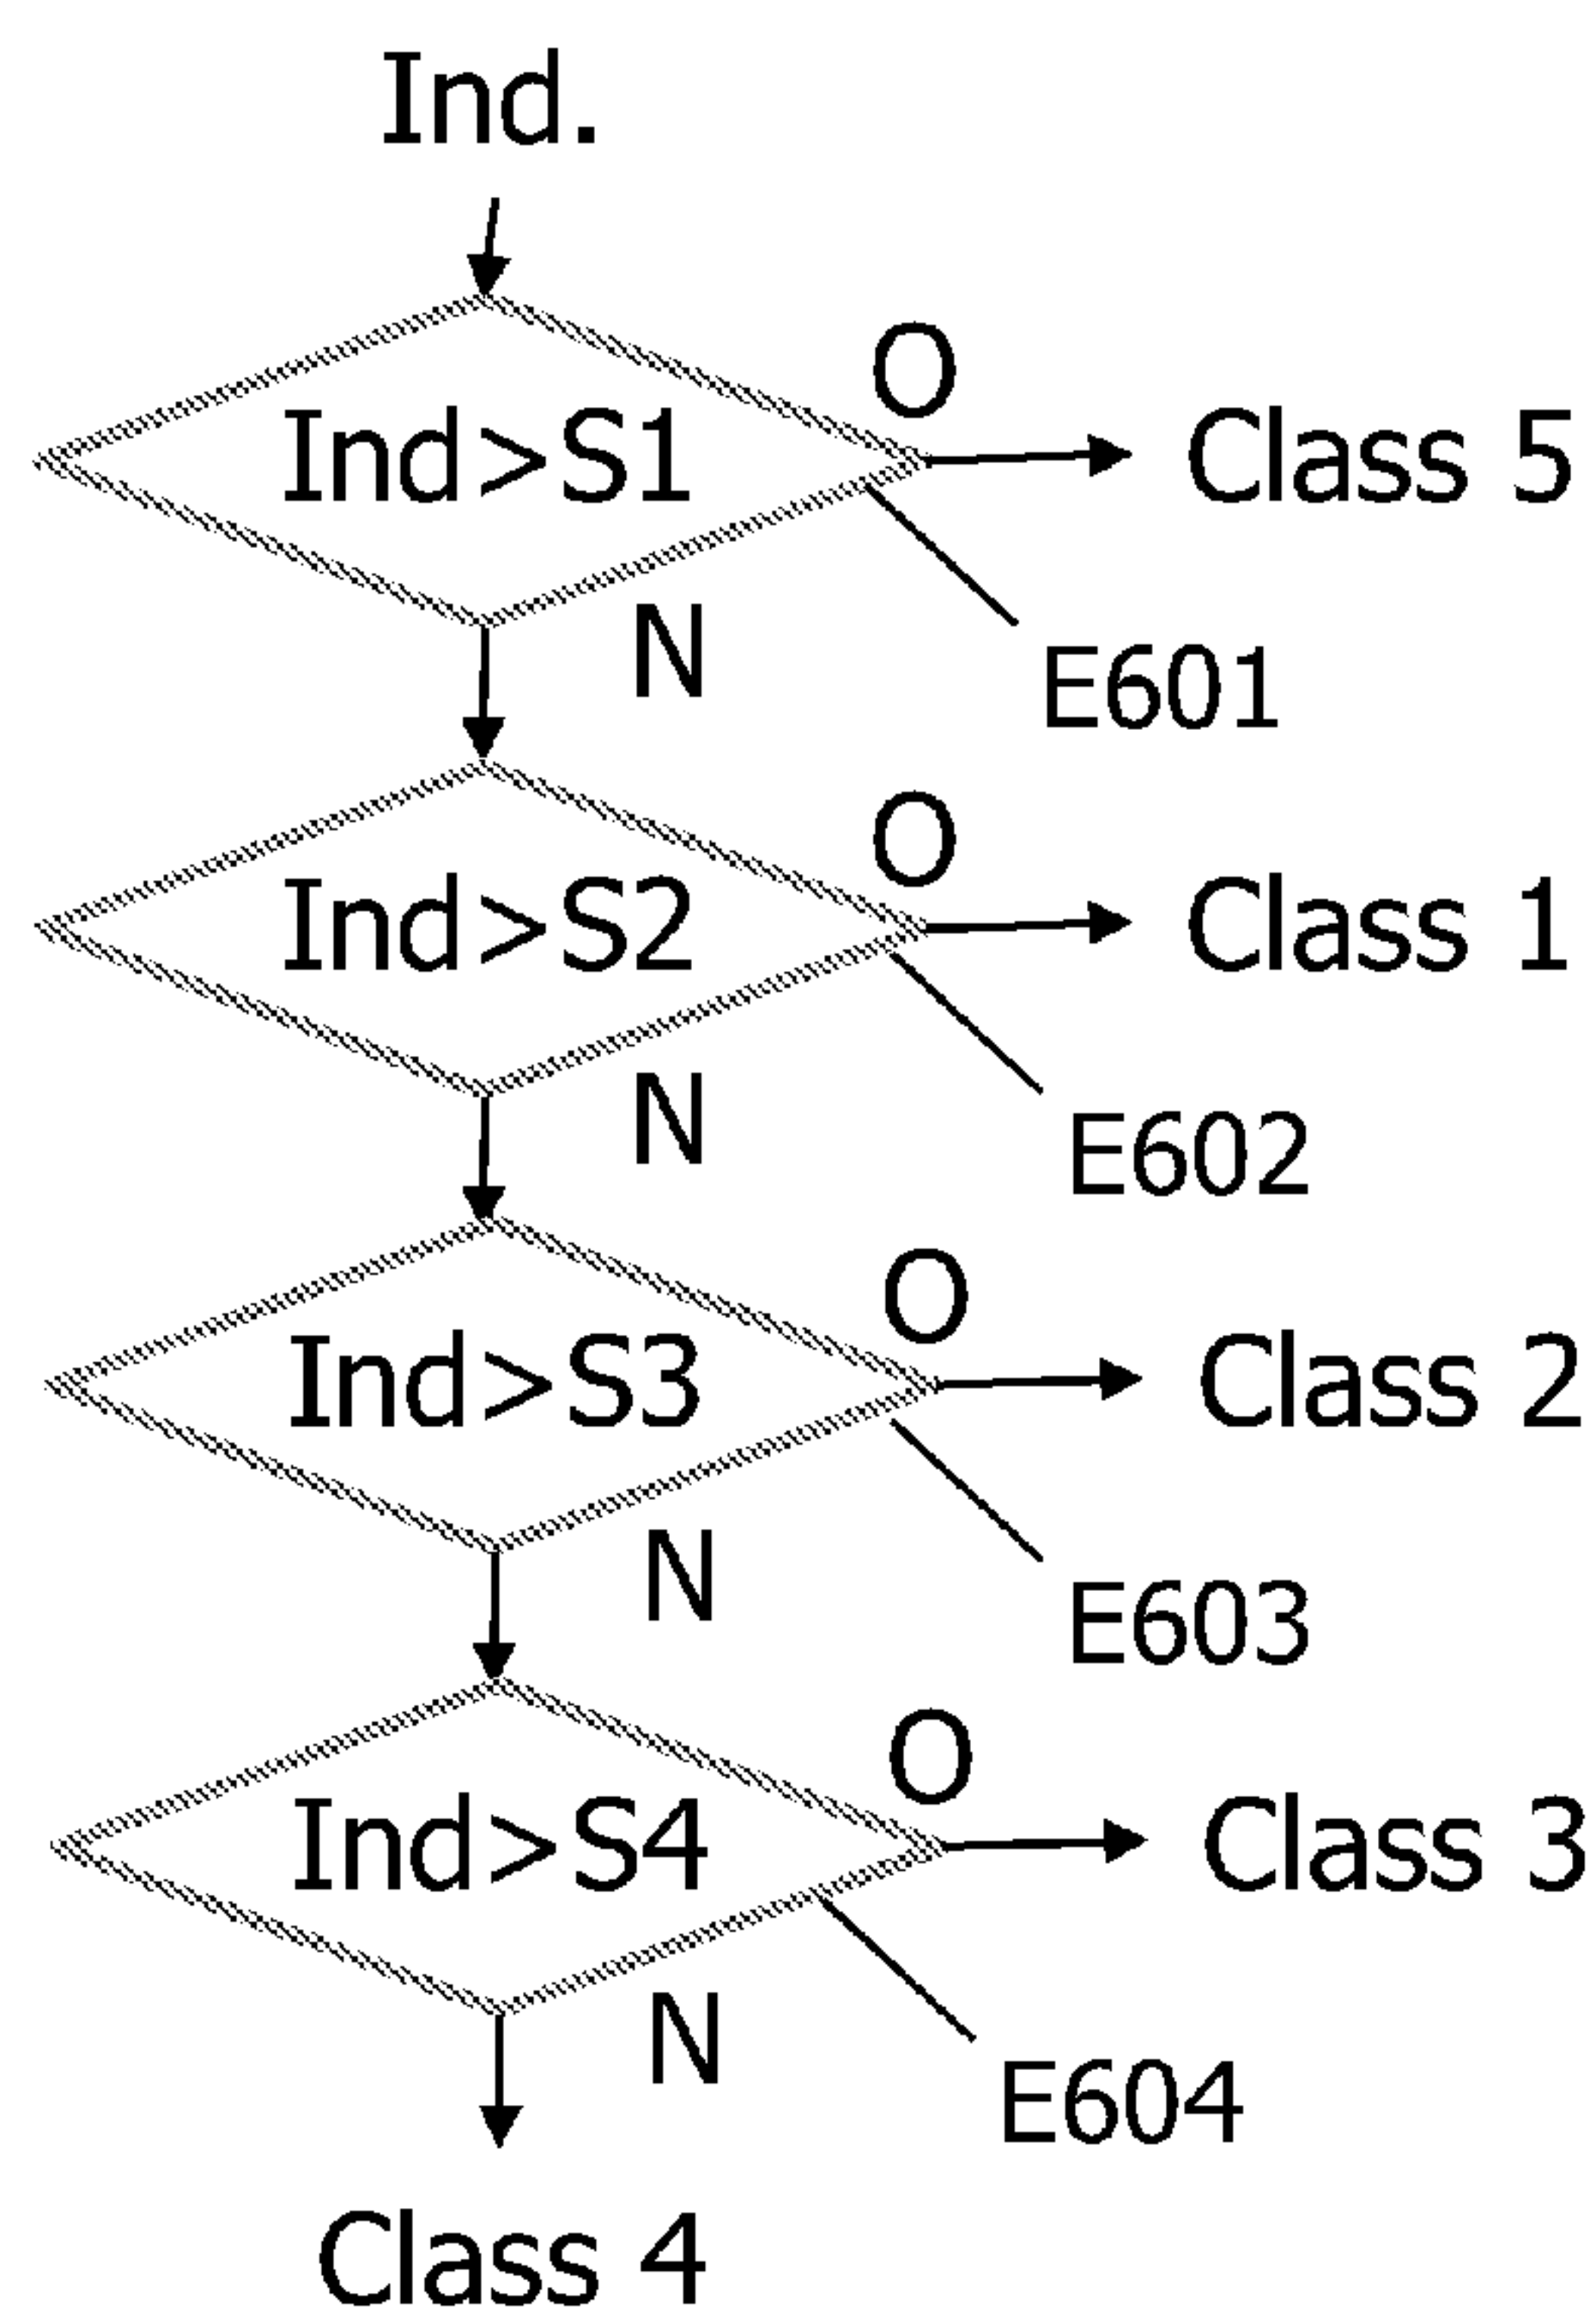 Ind.
O
Ind>S1
Class 5
N
E601
O
Ind>S2
Class 1
N
E602
O
Ind>S3
Class 2
N
E603
O
Ind>S4
Class 3
N
E604
Class 4